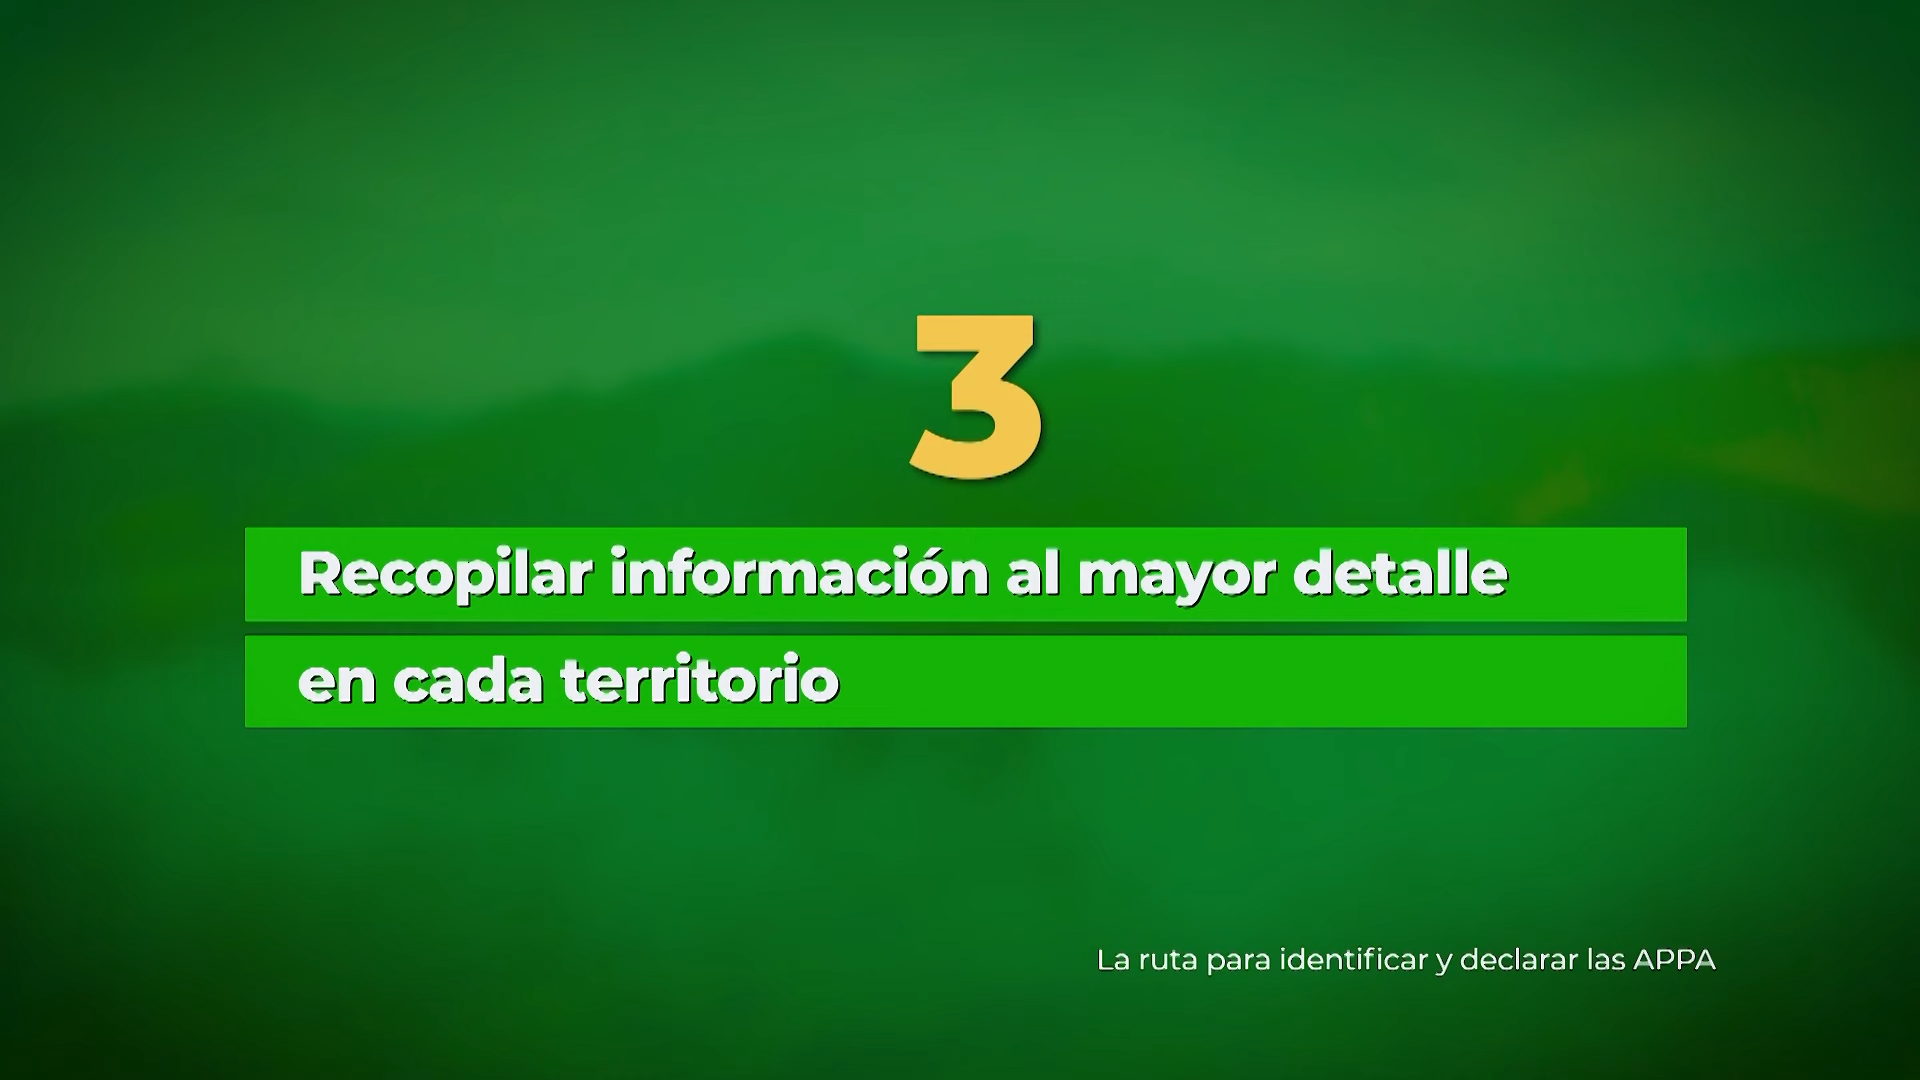 3
Recopilar información al mayor detalle
en cada territorio
La ruta para identificar y declarar las APPA